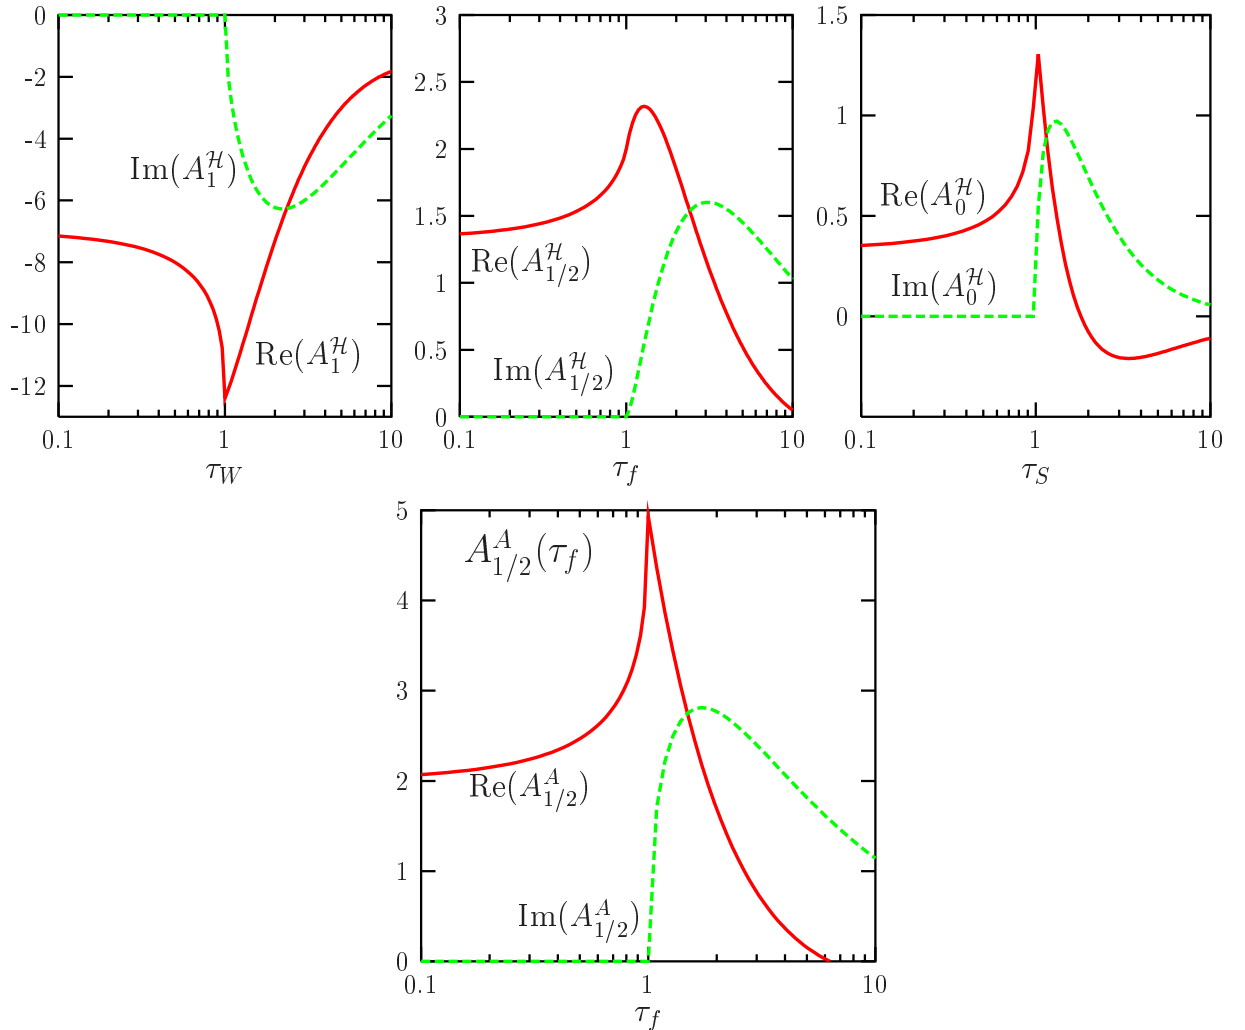 0
-2
-4
-6
-8
-10
-12
0.1 1 10
τ_W
Im(A_1^ℋ)
Re(A_1^ℋ)
3
2.5
2
1.5
1
0.5
0
0.1 1 10
τ_f
Re(A_{1/2}^ℋ)
Im(A_{1/2}^ℋ)
1.5
1
0.5
0
0.1 1 10
τ_S
Re(A_0^ℋ)
Im(A_0^ℋ)
5
4
3
2
1
0
0.1 1 10
τ_f
A_{1/2}^A(τ_f)
Re(A_{1/2}^A)
Im(A_{1/2}^A)